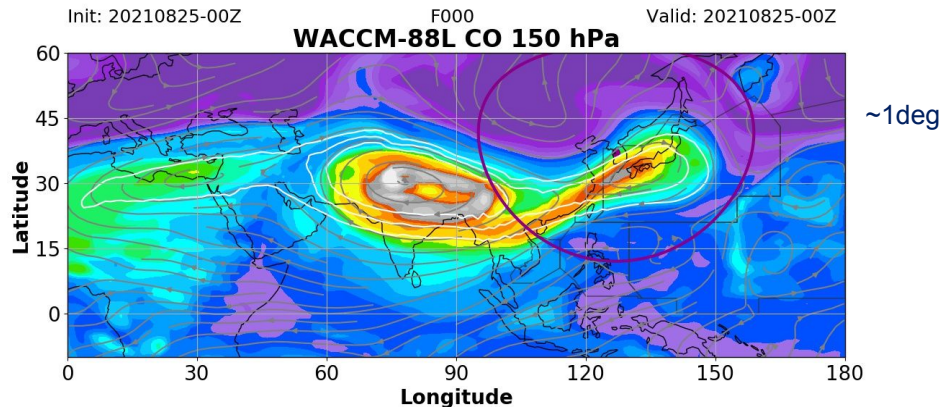 Init: 20210825-00Z F000 Valid: 20210825-00Z
WACCM-88L CO 150 hPa
60
45
~1deg
30
15
0
Latitude
0 30 60 90 120 150 180
Longitude